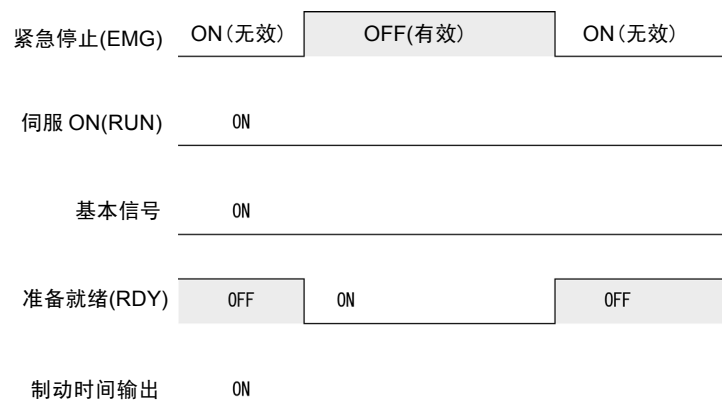 紧急停止(EMG) ON(无效) OFF(有效) ON(无效)
伺服 ON(RUN) ON
基本信号 ON
准备就绪(RDY) OFF ON OFF
制动时间输出 ON